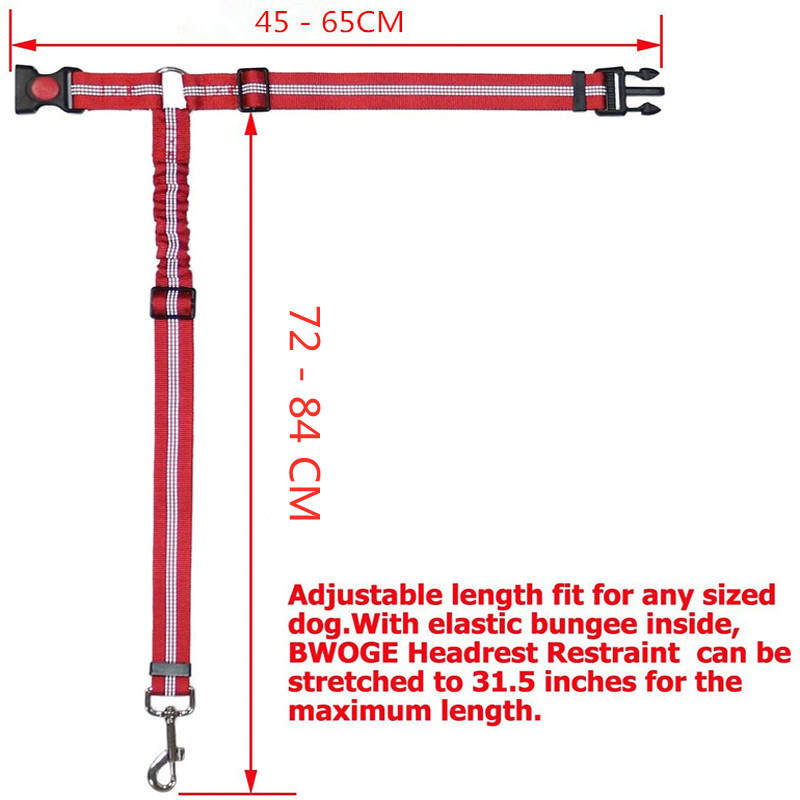 45 - 65CM
72 - 84 CM
Adjustable length fit for any sized
dog.With elastic bungee inside,
BWOGE Headrest Restraint can be
stretched to 31.5 inches for the
maximum length.